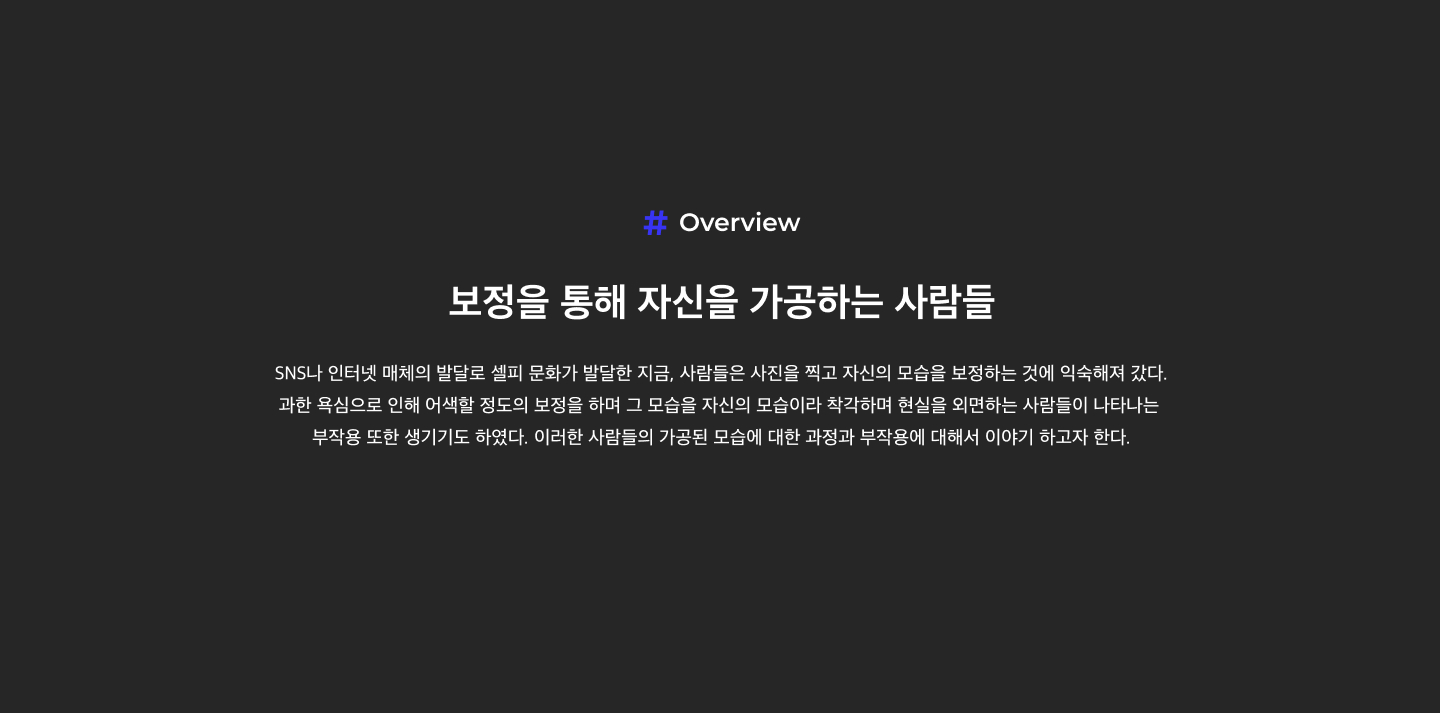 # Overview
보정을 통해 자신을 가공하는 사람들
SNS나 인터넷 매체의 발달로 셀피 문화가 발달한 지금, 사람들은 사진을 찍고 자신의 모습을 보정하는 것에 익숙해져 갔다.
과한 욕심으로 인해 어색할 정도의 보정을 하며 그 모습을 자신의 모습이라 착각하며 현실을 외면하는 사람들이 나타나는
부작용 또한 생기기도 하였다. 이러한 사람들의 가공된 모습에 대한 과정과 부작용에 대해서 이야기 하고자 한다.